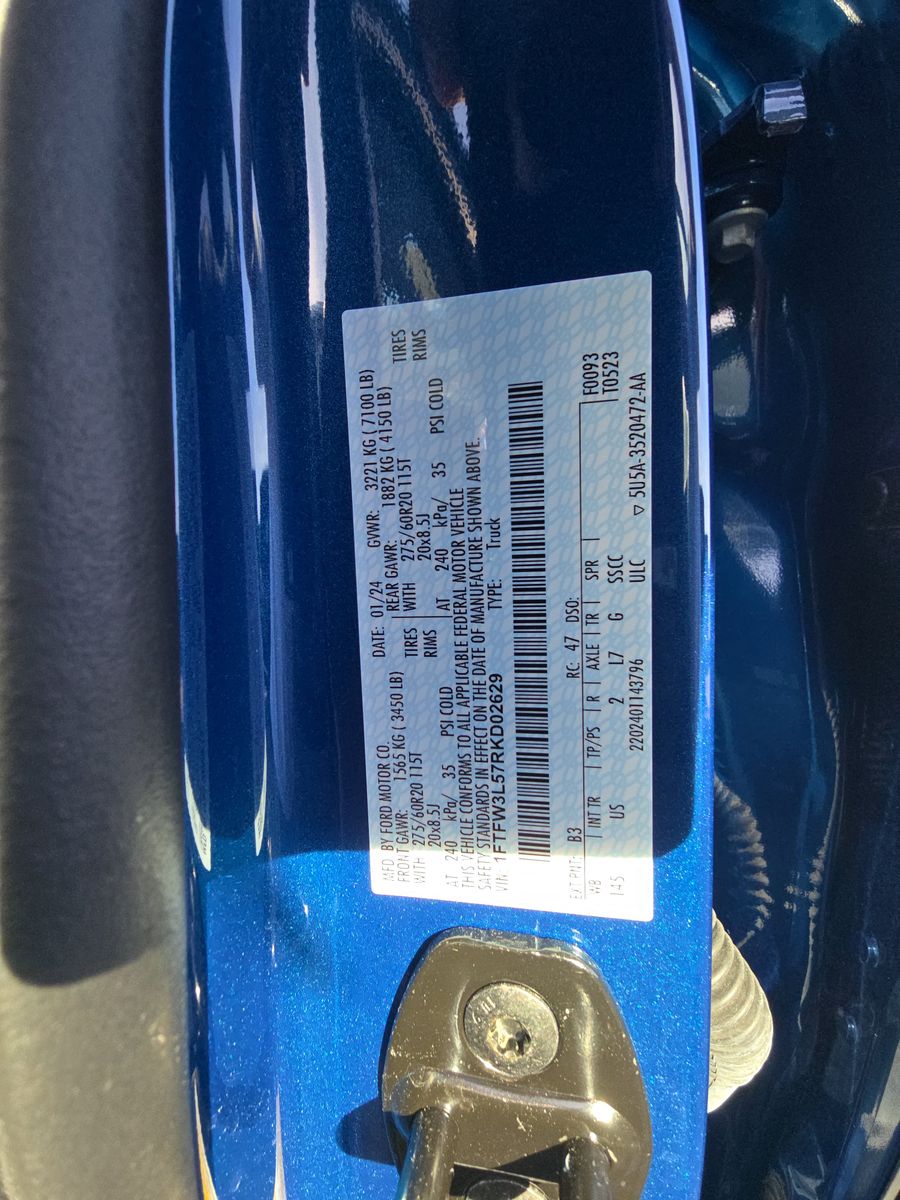 MFD. BY FORD MOTOR CO.
DATE: 01/24 GVWR: 3221 KG ( 7100 LB)
FRONT GAWR: 1565 KG ( 3450 LB) REAR GAWR: 1882 KG ( 4150 LB)
WITH 275/60R20 115T TIRES WITH 275/60R20 115T TIRES
20x8.5J RIMS 20x8.5J RIMS
AT 240 kPa/ 35 PSI COLD AT 240 kPa/ 35 PSI COLD
THIS VEHICLE CONFORMS TO ALL APPLICABLE FEDERAL MOTOR VEHICLE
SAFETY STANDARDS IN EFFECT ON THE DATE OF MANUFACTURE SHOWN ABOVE.
VIN: 1FTFW3L57RKD02629 TYPE: Truck
EXT PNT: B3 RC: 47 DSO: F0093
WB | INT TR | TP/PS | R | AXLE | TR | SPR | T0523
145 US 2 L7 G SSCC
2202401143796 ULC ▽ 5U5A-3520472-AA